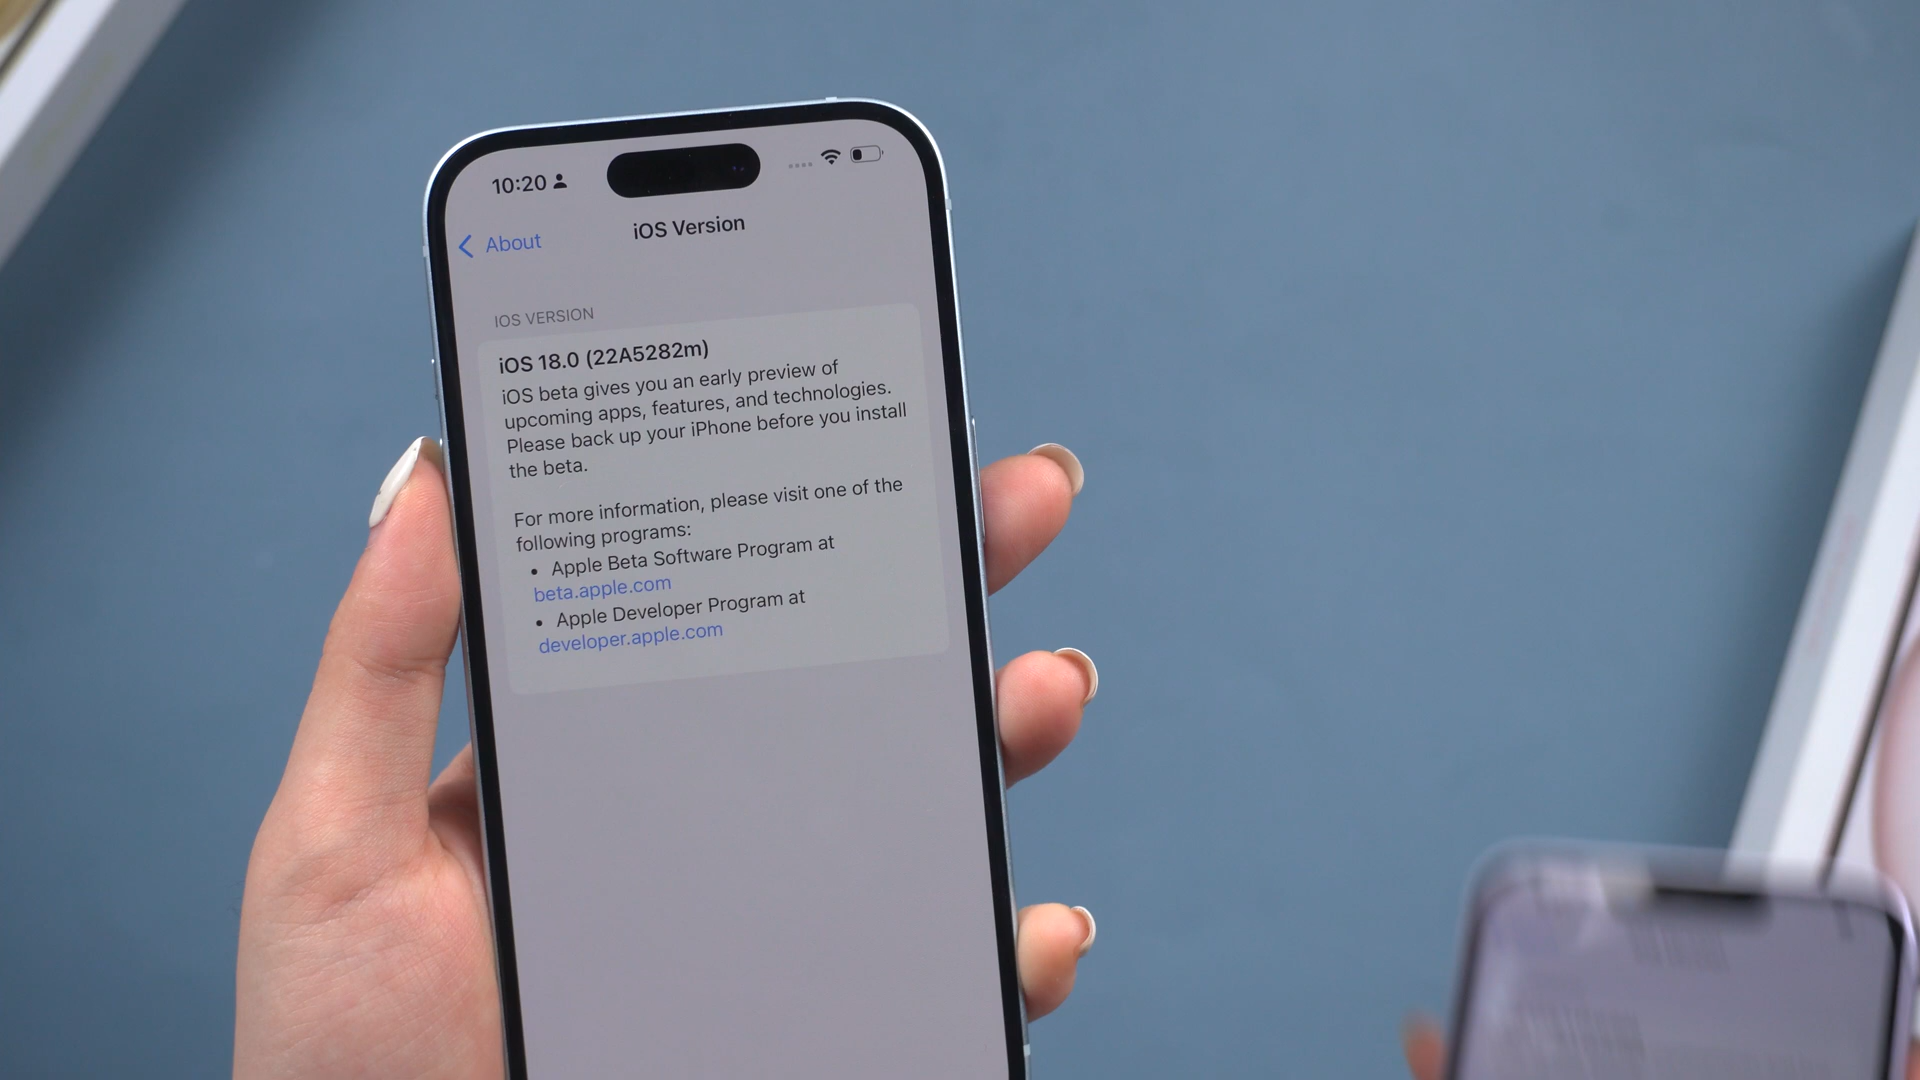 10:20
About
iOS Version
IOS VERSION
iOS 18.0 (22A5282m)
iOS beta gives you an early preview of
upcoming apps, features, and technologies.
Please back up your iPhone before you install
the beta.
For more information, please visit one of the
following programs:
• Apple Beta Software Program at
beta.apple.com
• Apple Developer Program at
developer.apple.com